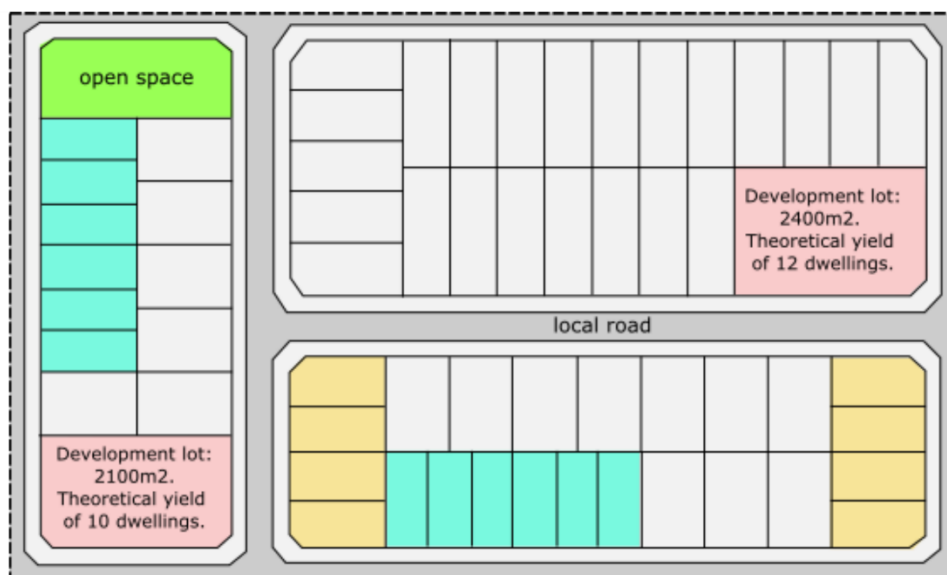 open space
Development lot:
2400m2.
Theoretical yield
of 12 dwellings.
local road
Development lot:
2100m2.
Theoretical yield
of 10 dwellings.